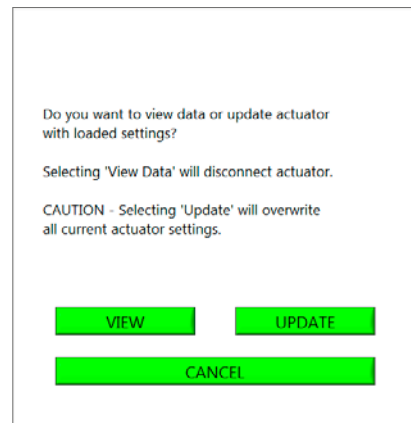 Do you want to view data or update actuator
with loaded settings?
Selecting 'View Data' will disconnect actuator.
CAUTION - Selecting 'Update' will overwrite
all current actuator settings.
VIEW
UPDATE
CANCEL